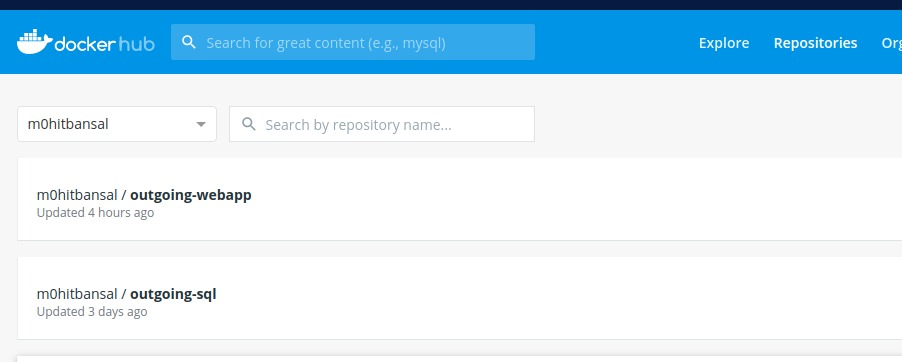 docker hub
Search for great content (e.g., mysql)
Explore Repositories Org
m0hitbansal
Search by repository name...
m0hitbansal / outgoing-webapp
Updated 4 hours ago
m0hitbansal / outgoing-sql
Updated 3 days ago